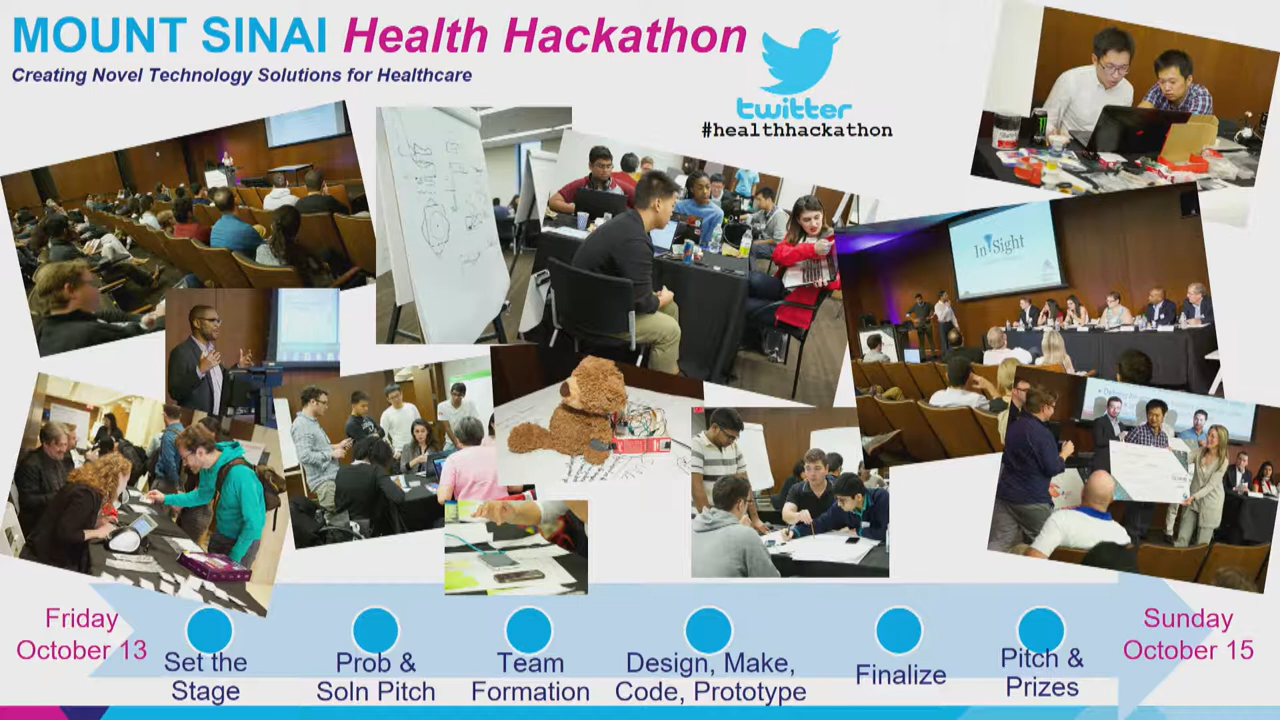 MOUNT SINAI Health Hackathon
Creating Novel Technology Solutions for Healthcare
twitter
#healthhackathon
InSight
Friday
October 13
Set the
Stage
Prob &
Soln Pitch
Team
Formation
Design, Make,
Code, Prototype
Finalize
Pitch &
Prizes
Sunday
October 15